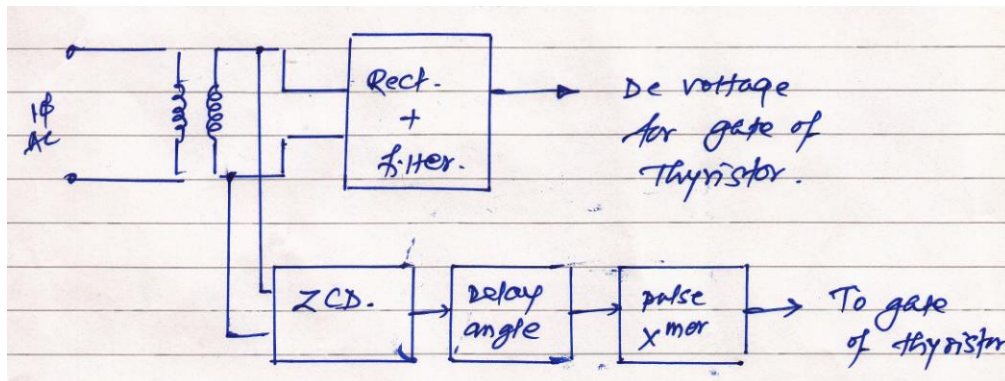 1φ
AC
Rect.
+
filter.
Dc voltage
for gate of
Thyristor.
ZCD.
Delay
angle
pulse
Xmer
To gate
of thyristor